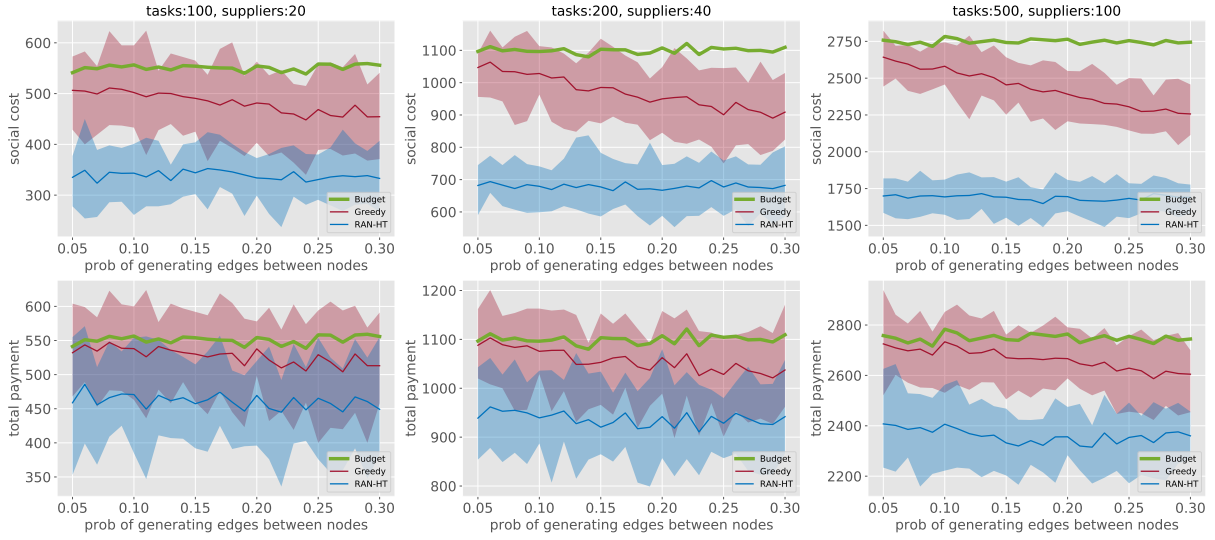 tasks:100, suppliers:20
tasks:200, suppliers:40
tasks:500, suppliers:100
social cost
600
500
400
300
0.05 0.10 0.15 0.20 0.25 0.30
prob of generating edges between nodes
Budget
Greedy
RAN-HT
social cost
1100
1000
900
800
700
600
0.05 0.10 0.15 0.20 0.25 0.30
prob of generating edges between nodes
Budget
Greedy
RAN-HT
social cost
2750
2500
2250
2000
1750
1500
0.05 0.10 0.15 0.20 0.25 0.30
prob of generating edges between nodes
Budget
Greedy
RAN-HT
total payment
600
550
500
450
400
350
0.05 0.10 0.15 0.20 0.25 0.30
prob of generating edges between nodes
Budget
Greedy
RAN-HT
total payment
1200
1100
1000
900
800
0.05 0.10 0.15 0.20 0.25 0.30
prob of generating edges between nodes
Budget
Greedy
RAN-HT
total payment
2800
2600
2400
2200
0.05 0.10 0.15 0.20 0.25 0.30
prob of generating edges between nodes
Budget
Greedy
RAN-HT